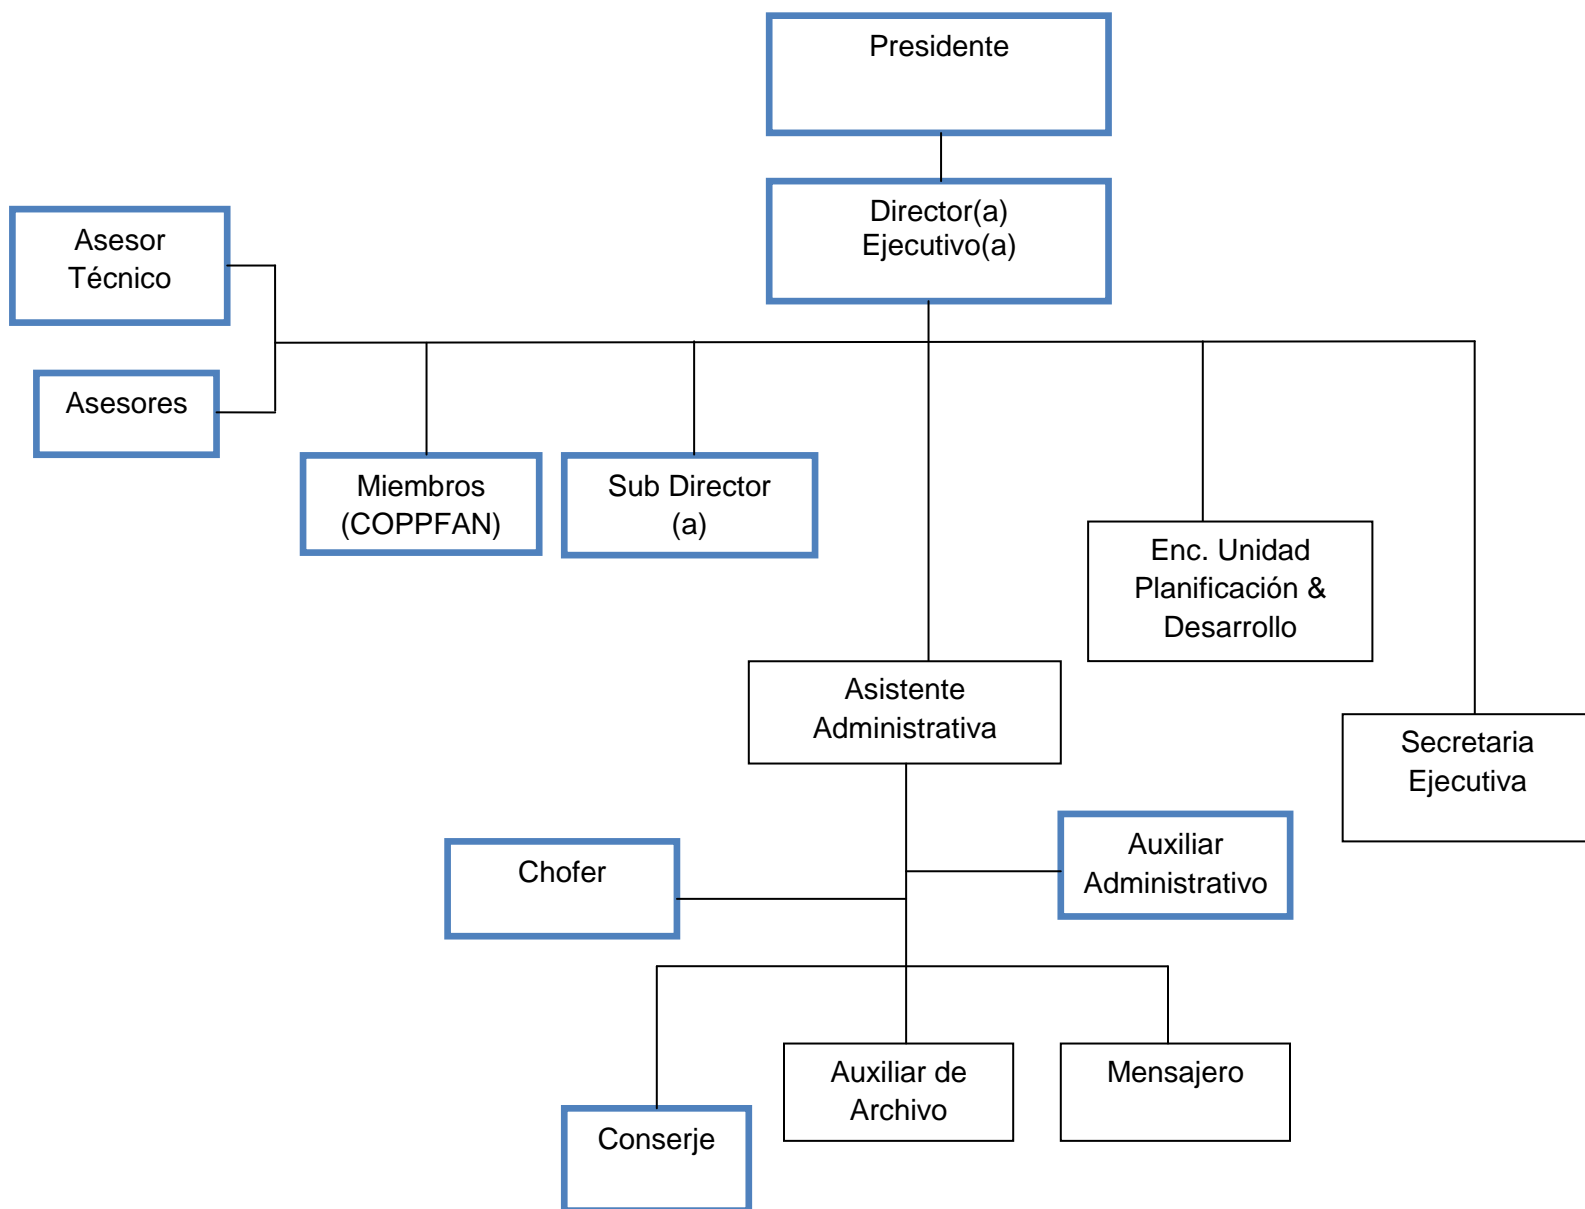 Presidente
Director(a)
Ejecutivo(a)
Asesor
Técnico
Asesores
Miembros
(COPPFAN)
Sub Director
(a)
Enc. Unidad
Planificación &
Desarrollo
Asistente
Administrativa
Secretaria
Ejecutiva
Chofer
Auxiliar
Administrativo
Auxiliar de
Archivo
Mensajero
Conserje